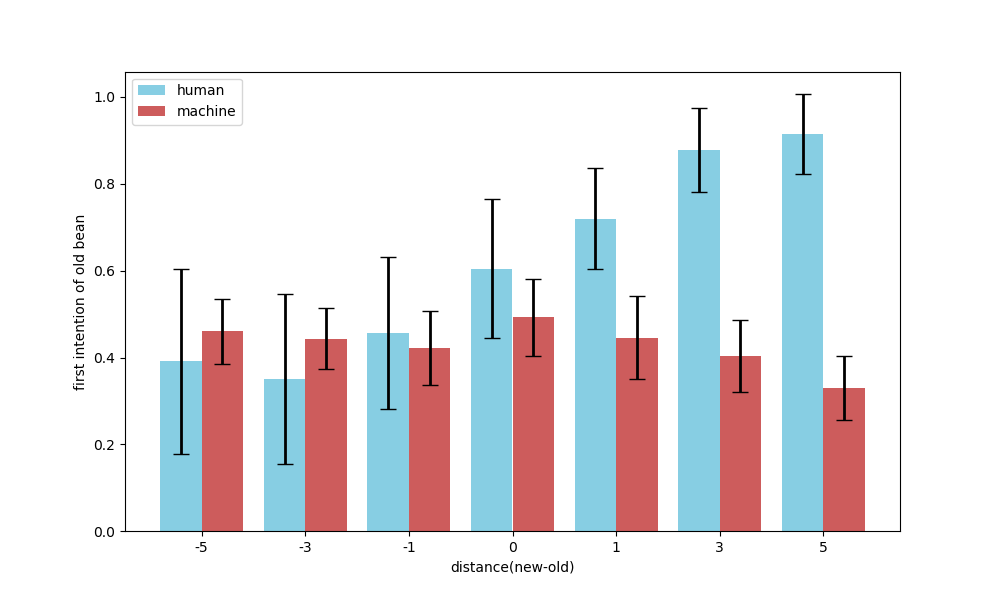 human
machine
1.0
0.8
0.6
0.4
0.2
0.0
first intention of old bean
-5 -3 -1 0 1 3 5
distance(new-old)